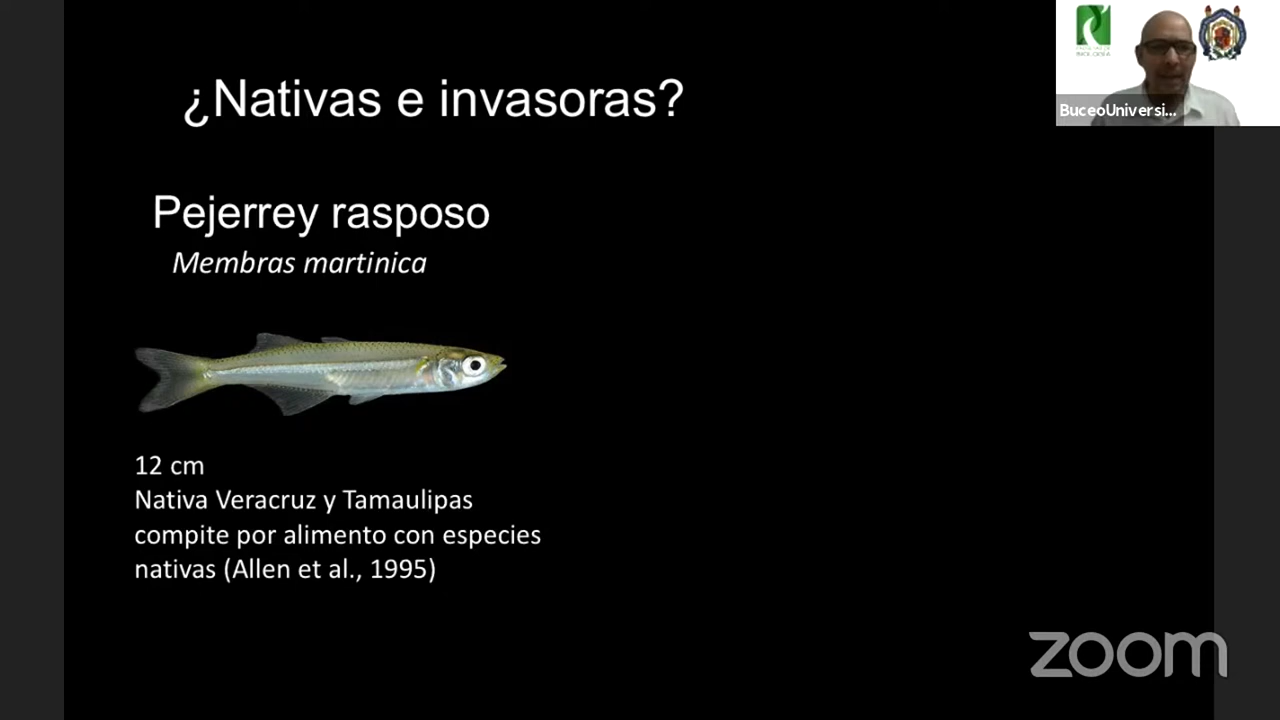 ¿Nativas e invasoras?
Pejerrey rasposo
Membras martinica
12 cm
Nativa Veracruz y Tamaulipas
compite por alimento con especies
nativas (Allen et al., 1995)
BuceoUniversi...
zoom